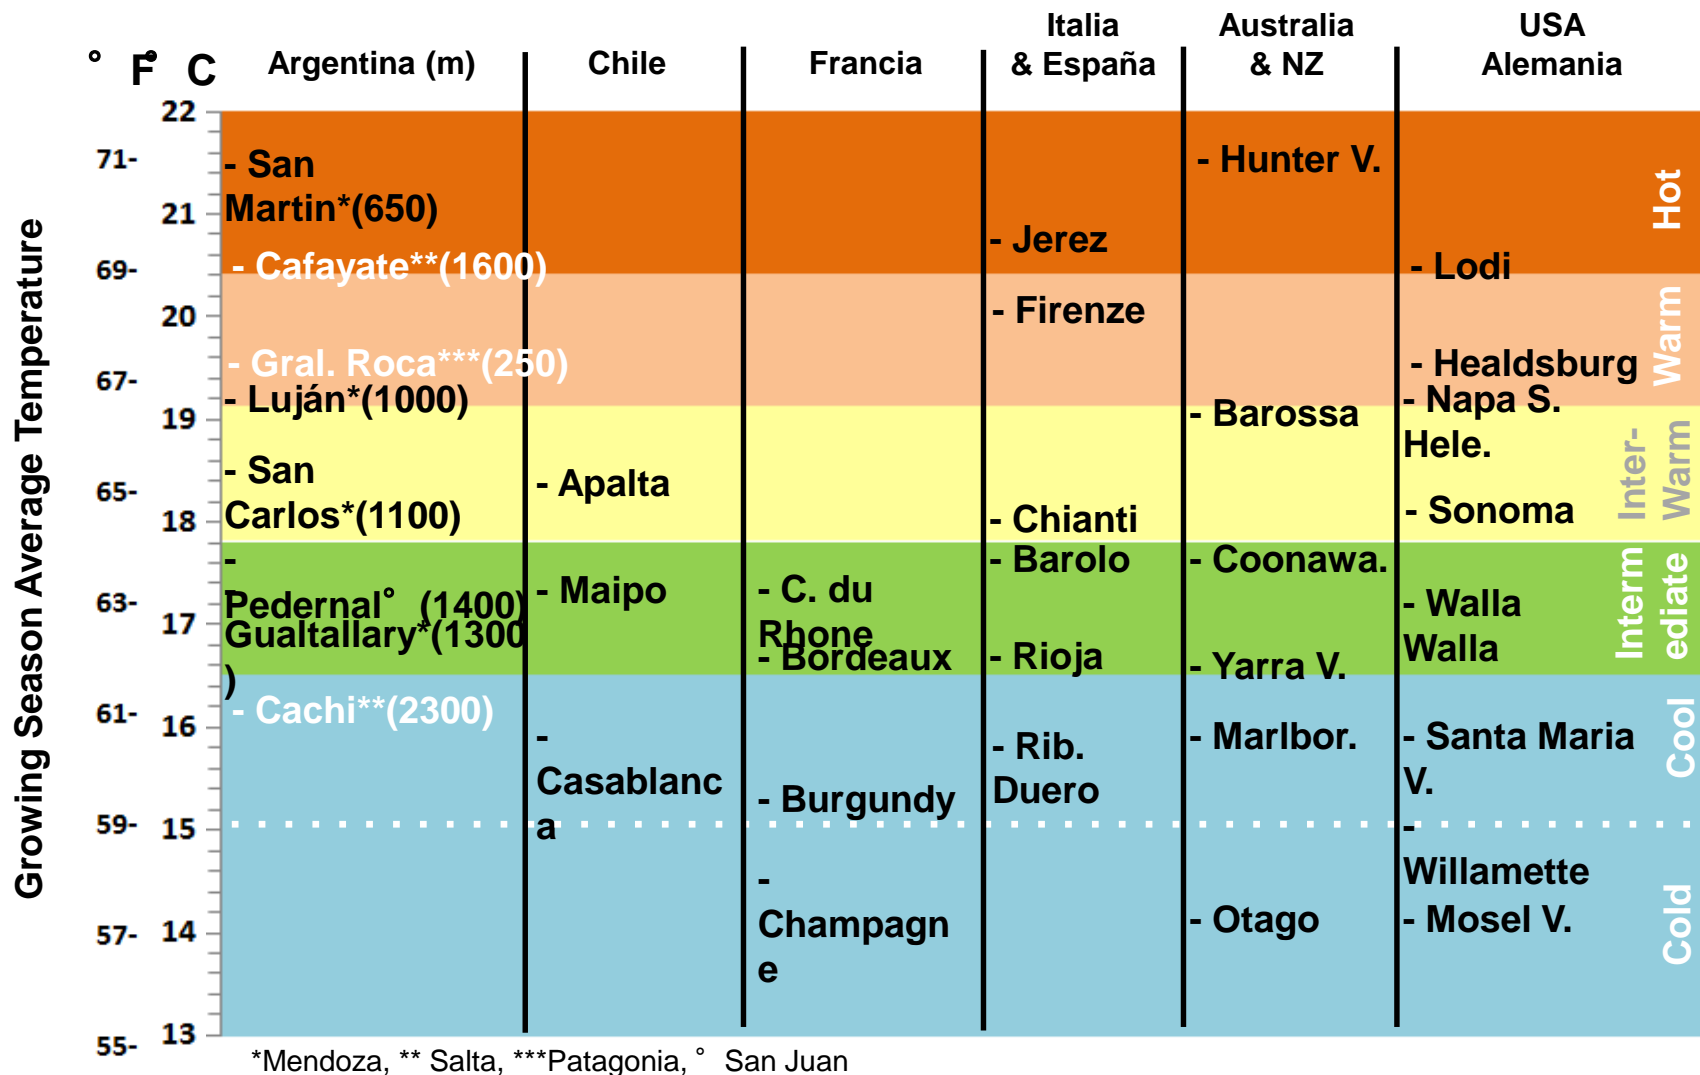 Growing Season Average Temperature
° F
° C
Argentina (m)
Chile
Francia
Italia
& España
Australia
& NZ
USA
Alemania
71-
69-
67-
65-
63-
61-
59-
57-
55-
22
21
20
19
18
17
16
15
14
13
- San
Martin*(650)
- Cafayate**(1600)
- Gral. Roca***(250)
- Luján*(1000)
- San
Carlos*(1100)
-
Pedernal° (1400)
-
Gualtallary*(1300
)
- Cachi**(2300)
- Apalta
- Maipo
-
Casablanc
a
- C. du
Rhone
- Bordeaux
- Burgundy
-
Champagn
e
- Jerez
- Firenze
- Chianti
- Barolo
- Rioja
- Rib.
Duero
- Hunter V.
- Barossa
- Coonawa.
- Yarra V.
- Marlbor.
- Otago
- Lodi
- Healdsburg
- Napa S.
Hele.
- Sonoma
- Walla
Walla
- Santa Maria
V.
-
Willamette
- Mosel V.
Hot
Warm
Inter-
Warm
Interm
ediate
Cool
Cold
*Mendoza, ** Salta, ***Patagonia, ° San Juan